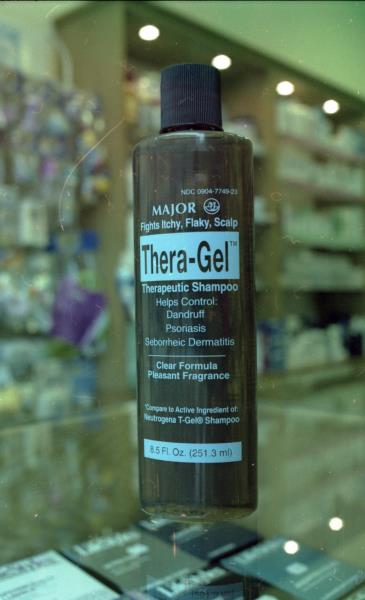 NDC 0904-7749-23
MAJOR
Fights Itchy, Flaky, Scalp
Thera-Gel™
Therapeutic Shampoo
Helps Control:
Dandruff
Psoriasis
Seborrheic Dermatitis
Clear Formula
Pleasant Fragrance
*Compare to Active Ingredient of:
Neutrogena T-Gel® Shampoo
8.5 Fl. Oz. (251.3 ml)